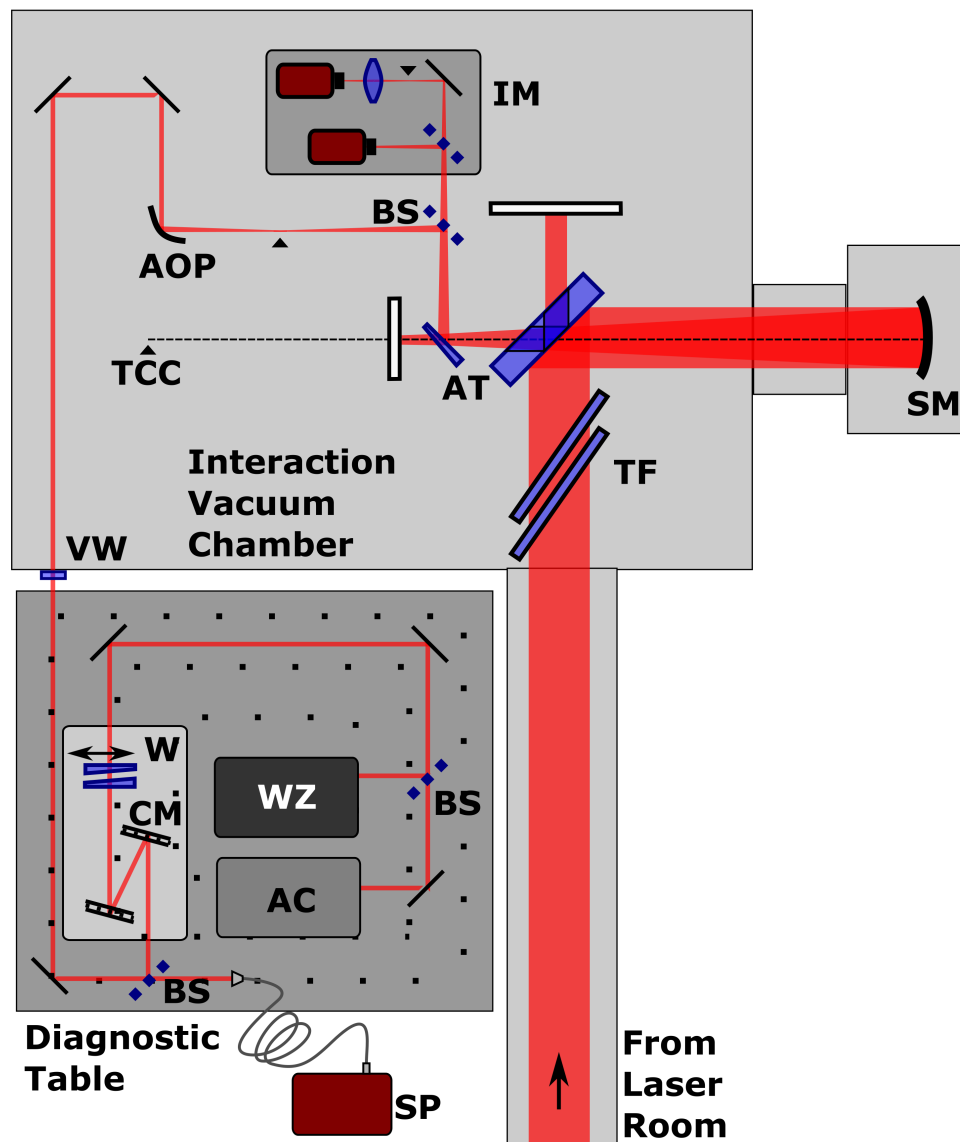 IM
BS
AOP
TCC
AT
SM
Interaction
Vacuum
Chamber
TF
VW
W
CM
WZ
BS
AC
BS
Diagnostic
Table
SP
From
Laser
Room